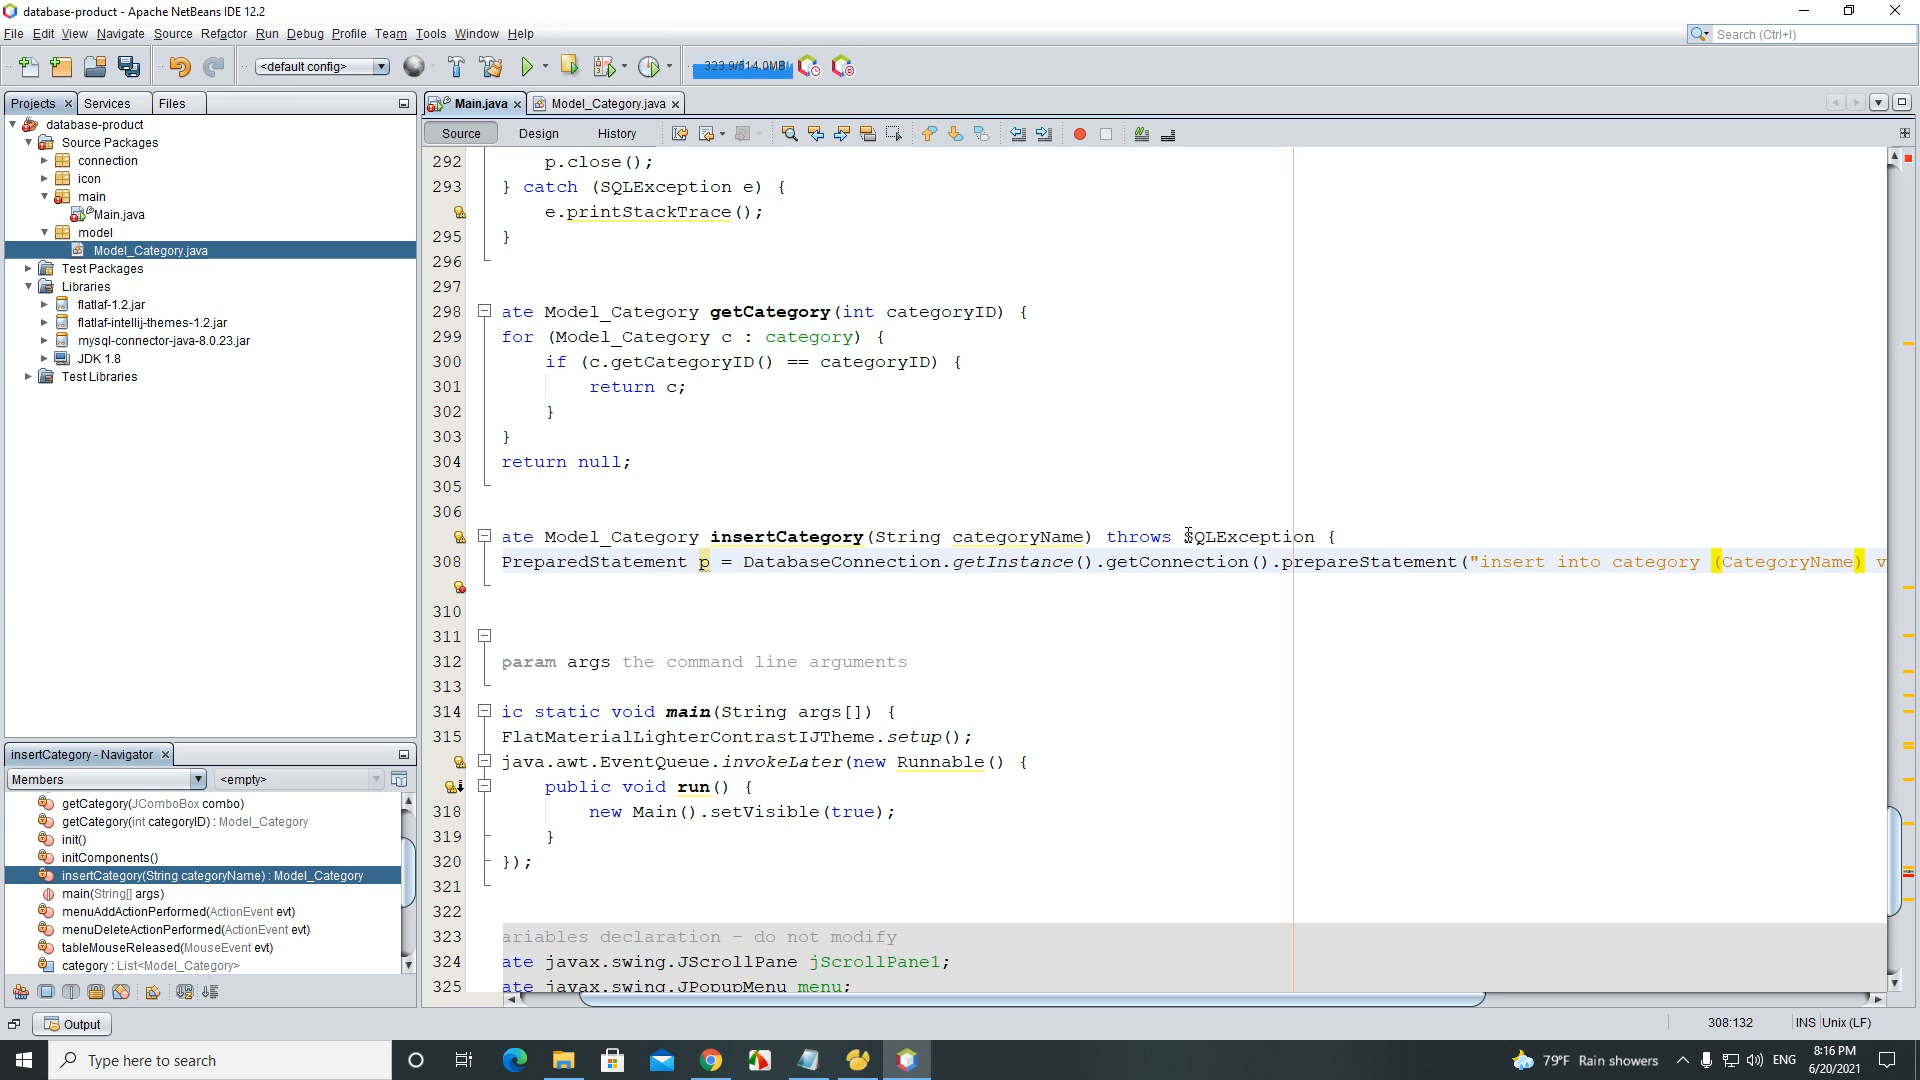 database-product - Apache NetBeans IDE 12.2
File Edit View Navigate Source Refactor Run Debug Profile Team Tools Window Help
Search (Ctrl+I)
<default config>
323.9/514.0MB
Projects Services Files
Main.java Model_Category.java
Source Design History
database-product
Source Packages
connection
icon
main
Main.java
model
Model_Category.java
Test Packages
Libraries
flatlaf-1.2.jar
flatlaf-intellij-themes-1.2.jar
mysql-connector-java-8.0.23.jar
JDK 1.8
Test Libraries
292 p.close();
293 } catch (SQLException e) {
e.printStackTrace();
295 }
296
297
298 ate Model_Category getCategory(int categoryID) {
299 for (Model_Category c : category) {
300 if (c.getCategoryID() == categoryID) {
301 return c;
302 }
303 }
304 return null;
305
306
ate Model_Category insertCategory(String categoryName) throws SQLException {
308 PreparedStatement p = DatabaseConnection.getInstance().getConnection().prepareStatement("insert into category (CategoryName) v
310
311
312 param args the command line arguments
313
314 ic static void main(String args[]) {
315 FlatMaterialLighterContrastIJTheme.setup();
java.awt.EventQueue.invokeLater(new Runnable() {
public void run() {
318 new Main().setVisible(true);
319 }
320 });
321
322
323 ariables declaration - do not modify
324 ate javax.swing.JScrollPane jScrollPane1;
325 ate javax.swing.JPopupMenu menu;
insertCategory - Navigator
Members <empty>
getCategory(JComboBox combo)
getCategory(int categoryID) : Model_Category
init()
initComponents()
insertCategory(String categoryName) : Model_Category
main(String[] args)
menuAddActionPerformed(ActionEvent evt)
menuDeleteActionPerformed(ActionEvent evt)
tableMouseReleased(MouseEvent evt)
category : List<Model_Category>
Output
308:132 INS Unix (LF)
Type here to search
79°F Rain showers
ENG
8:16 PM
6/20/2021